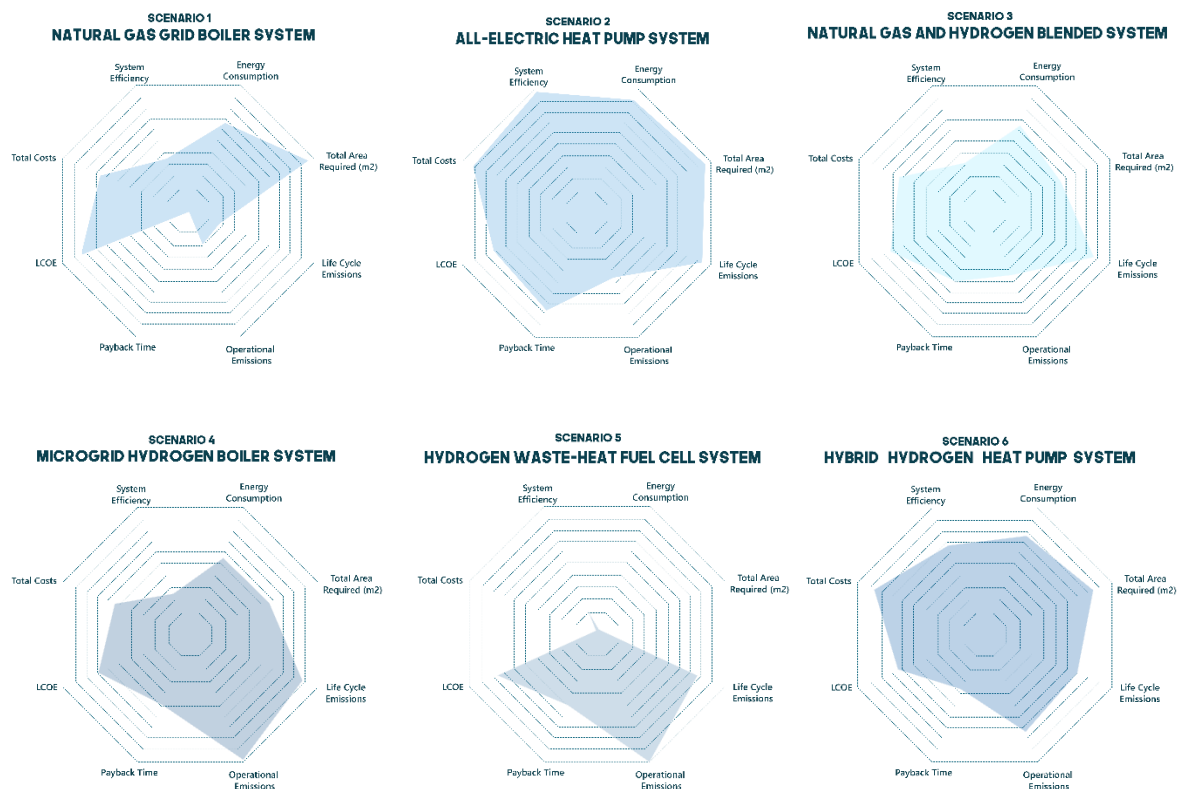 SCENARIO 1
NATURAL GAS GRID BOILER SYSTEM
System
Efficiency
Energy
Consumption
Total Costs
Total Area
Required (m2)
LCOE
Life Cycle
Emissions
Payback Time
Operational
Emissions
SCENARIO 2
ALL-ELECTRIC HEAT PUMP SYSTEM
System
Efficiency
Energy
Consumption
Total Costs
Total Area
Required (m2)
LCOE
Life Cycle
Emissions
Payback Time
Operational
Emissions
SCENARIO 3
NATURAL GAS AND HYDROGEN BLENDED SYSTEM
System
Efficiency
Energy
Consumption
Total Costs
Total Area
Required (m2)
LCOE
Life Cycle
Emissions
Payback Time
Operational
Emissions
SCENARIO 4
MICROGRID HYDROGEN BOILER SYSTEM
System
Efficiency
Energy
Consumption
Total Costs
Total Area
Required (m2)
LCOE
Life Cycle
Emissions
Payback Time
Operational
Emissions
SCENARIO 5
HYDROGEN WASTE-HEAT FUEL CELL SYSTEM
System
Efficiency
Energy
Consumption
Total Costs
Total Area
Required (m2)
LCOE
Life Cycle
Emissions
Payback Time
Operational
Emissions
SCENARIO 6
HYBRID HYDROGEN HEAT PUMP SYSTEM
System
Efficiency
Energy
Consumption
Total Costs
Total Area
Required (m2)
LCOE
Life Cycle
Emissions
Payback Time
Operational
Emissions